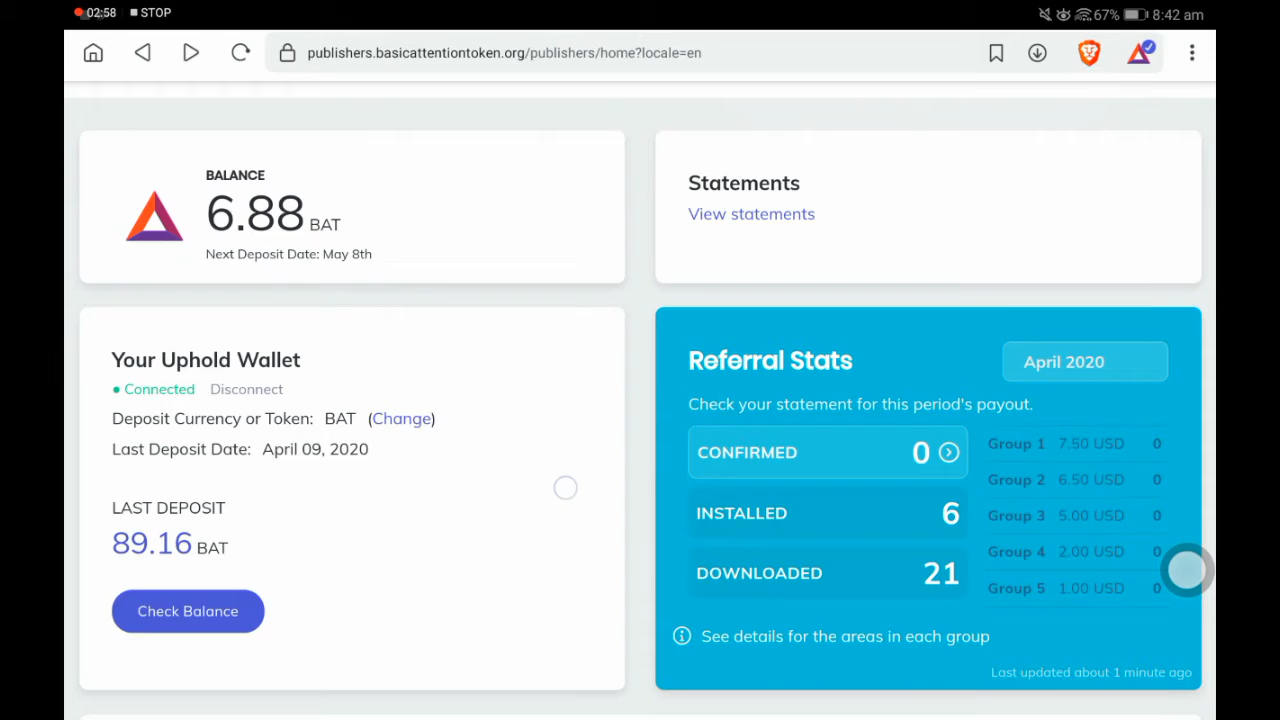 02:58 STOP
67% 8:42 am
publishers.basicattentiontoken.org/publishers/home?locale=en
BALANCE
6.88 BAT
Next Deposit Date: May 8th
Statements
View statements
Your Uphold Wallet
Connected Disconnect
Deposit Currency or Token: BAT (Change)
Last Deposit Date: April 09, 2020
LAST DEPOSIT
89.16 BAT
Check Balance
Referral Stats April 2020
Check your statement for this period's payout.
CONFIRMED 0
INSTALLED 6
DOWNLOADED 21
Group 1 7.50 USD 0
Group 2 6.50 USD 0
Group 3 5.00 USD 0
Group 4 2.00 USD 0
Group 5 1.00 USD 0
See details for the areas in each group
Last updated about 1 minute ago